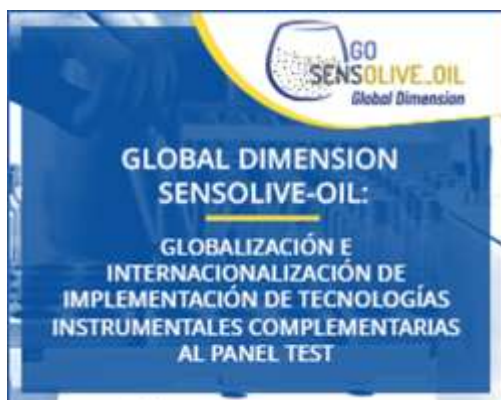 GO
SENSOLIVE_OIL
Global Dimension
GLOBAL DIMENSION
SENSOLIVE-OIL:
GLOBALIZACIÓN E
INTERNACIONALIZACIÓN DE
IMPLEMENTACIÓN DE TECNOLOGÍAS
INSTRUMENTALES COMPLEMENTARIAS
AL PANEL TEST